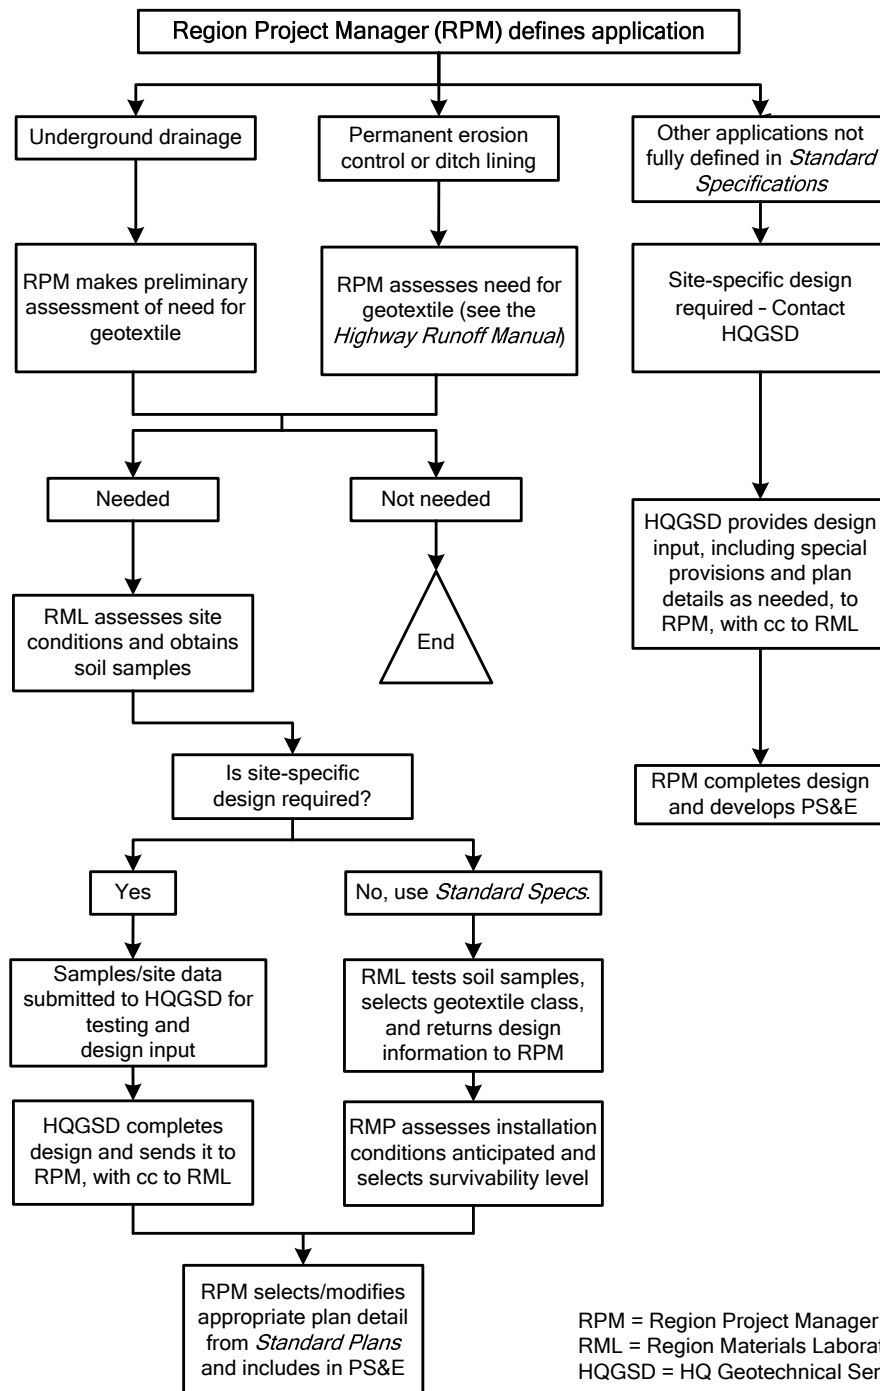 Region Project Manager (RPM) defines application
Underground drainage
Permanent erosion
control or ditch lining
Other applications not
fully defined in Standard
Specifications
RPM makes preliminary
assessment of need for
geotextile
RPM assesses need for
geotextile (see the
Highway Runoff Manual)
Site-specific design
required – Contact
HQGSD
Needed
Not needed
HQGSD provides design
input, including special
provisions and plan
details as needed, to
RPM, with cc to RML
RML assesses site
conditions and obtains
soil samples
End
Is site-specific
design required?
RPM completes design
and develops PS&E
Yes
No, use Standard Specs.
Samples/site data
submitted to HQGSD for
testing and
design input
RML tests soil samples,
selects geotextile class,
and returns design
information to RPM
HQGSD completes
design and sends it to
RPM, with cc to RML
RMP assesses installation
conditions anticipated and
selects survivability level
RPM selects/modifies
appropriate plan detail
from Standard Plans
and includes in PS&E
RPM = Region Project Manager
RML = Region Materials
HQGSD = HQ Geotechnical